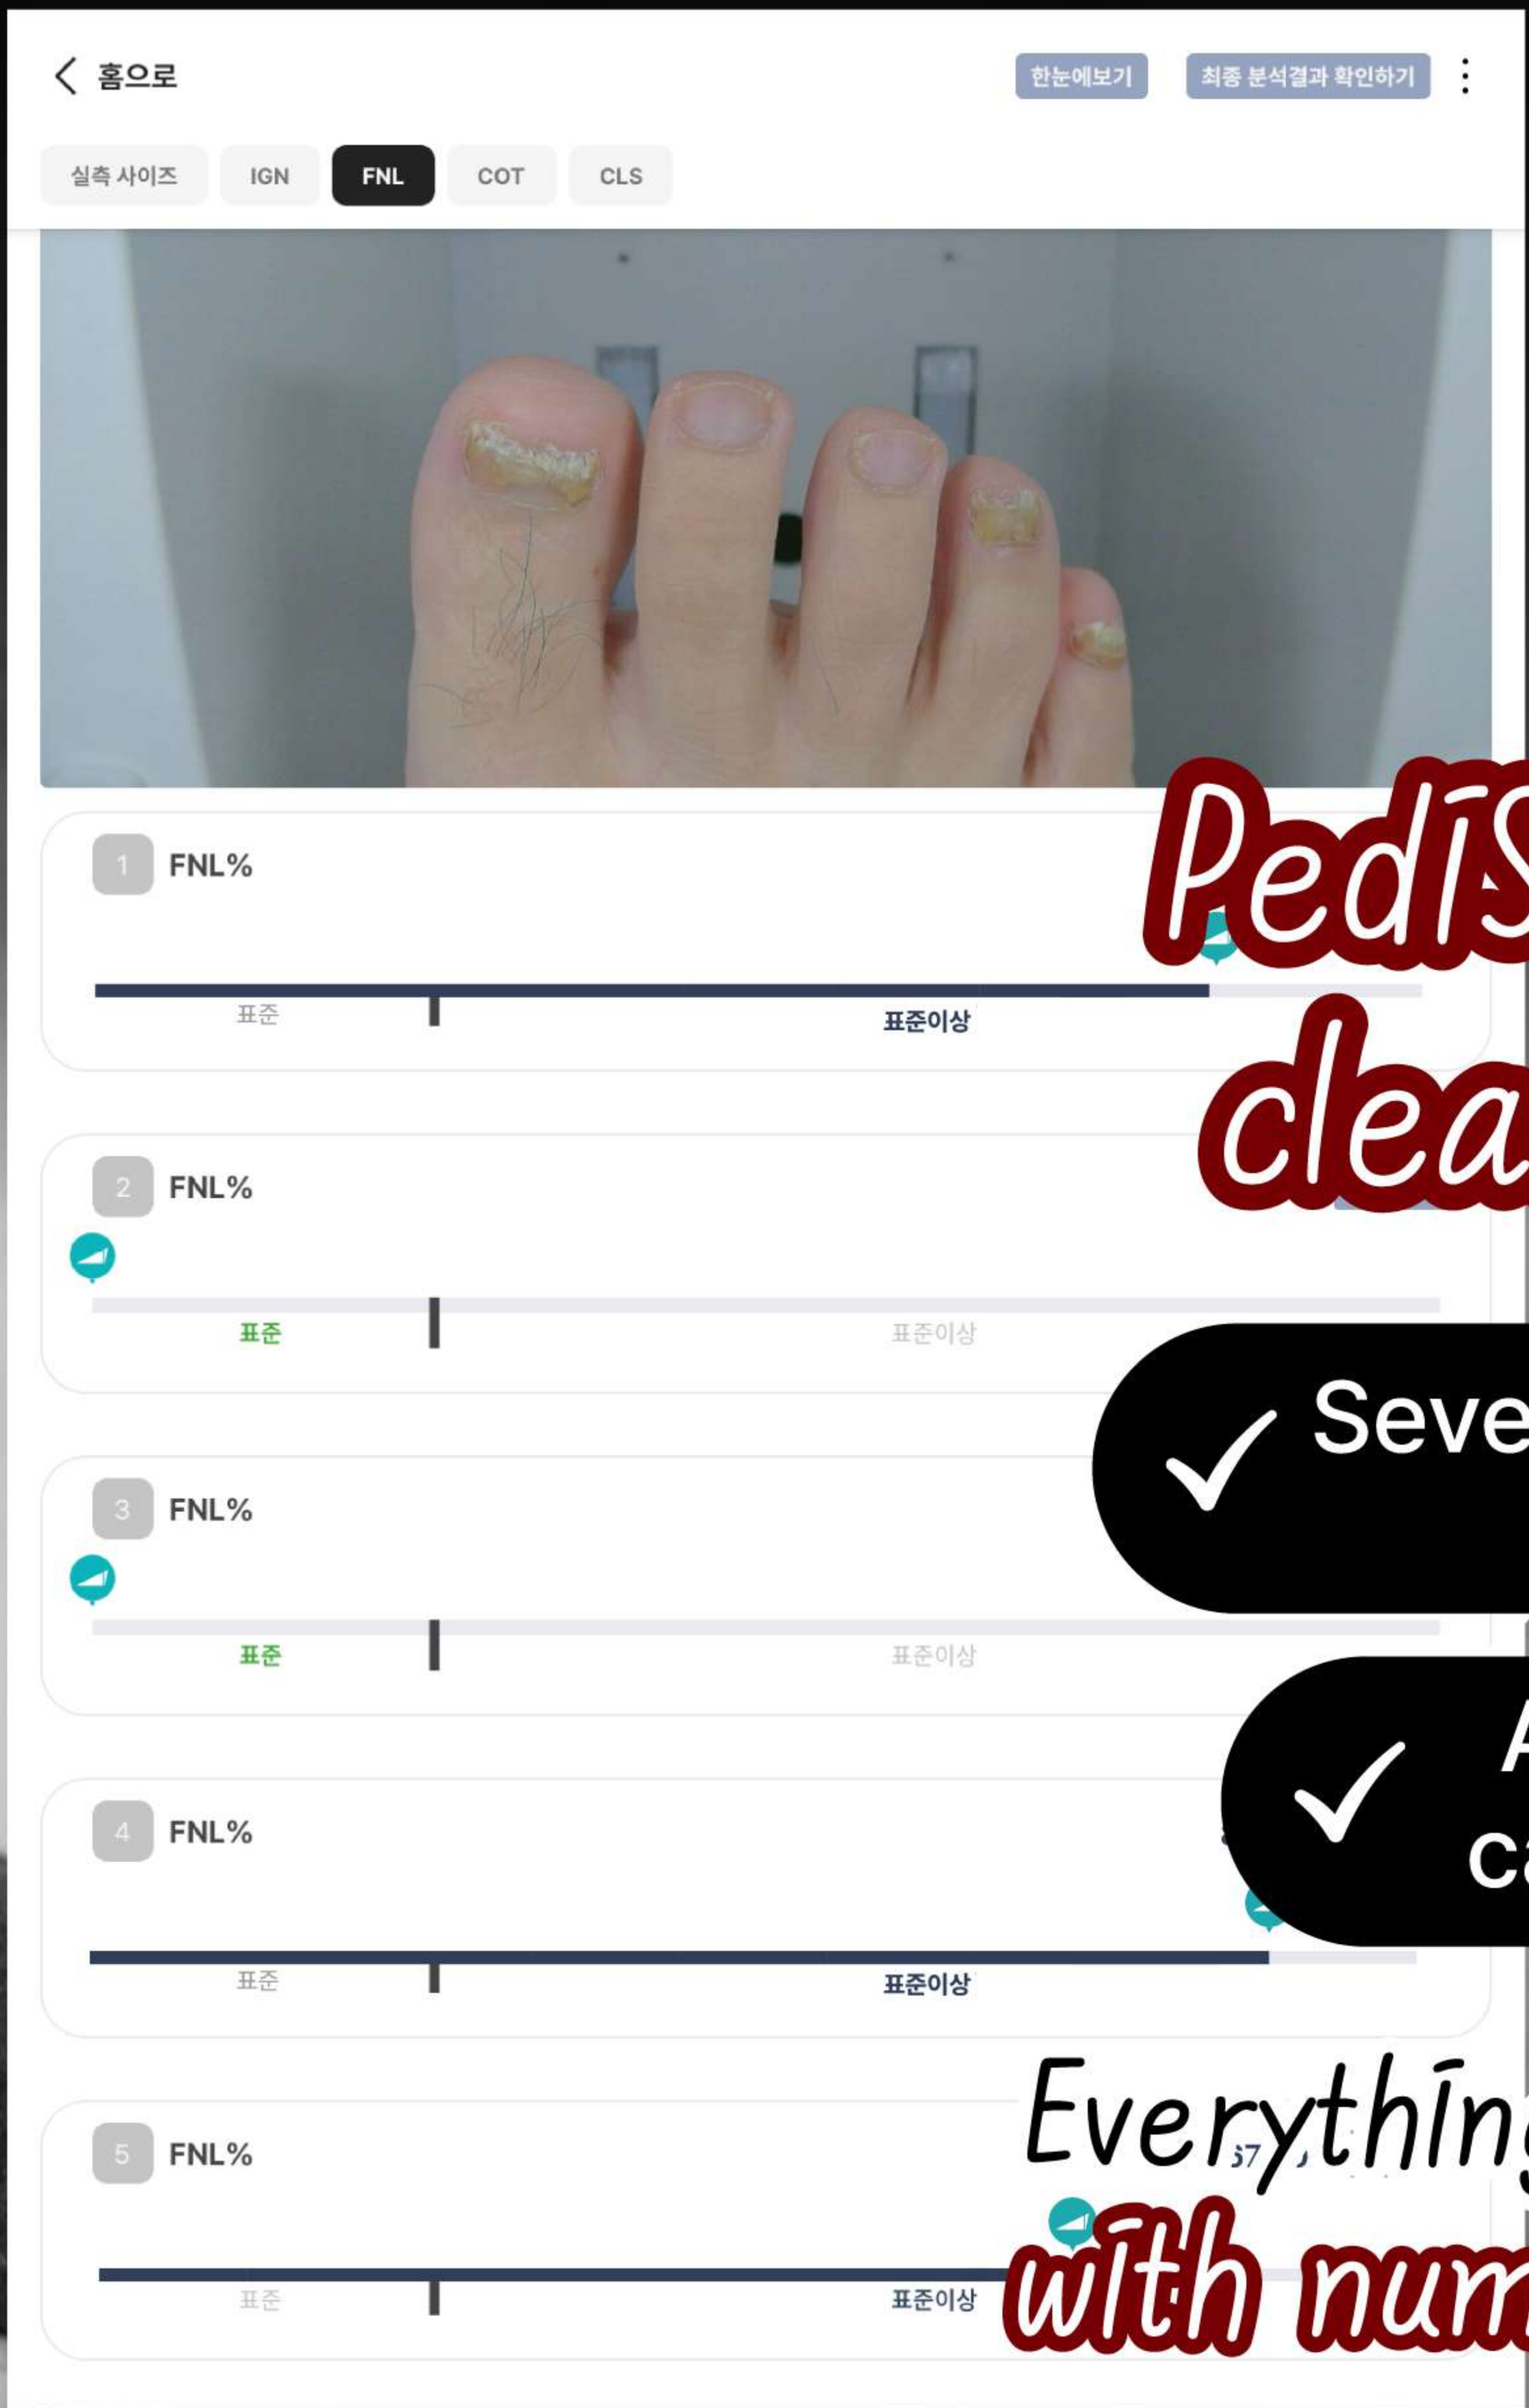 홈으로
한눈에보기
최종 분석결과 확인하기
실측 사이즈
IGN
FNL
COT
CLS
1 FNL%
표준
표준이상
PediS
clea
2 FNL%
표준
표준이상
✓ Seve
3 FNL%
표준
표준이상
✓ A
ca
4 FNL%
표준
표준이상
Everything
5 FNL%
with num
표준
표준이상